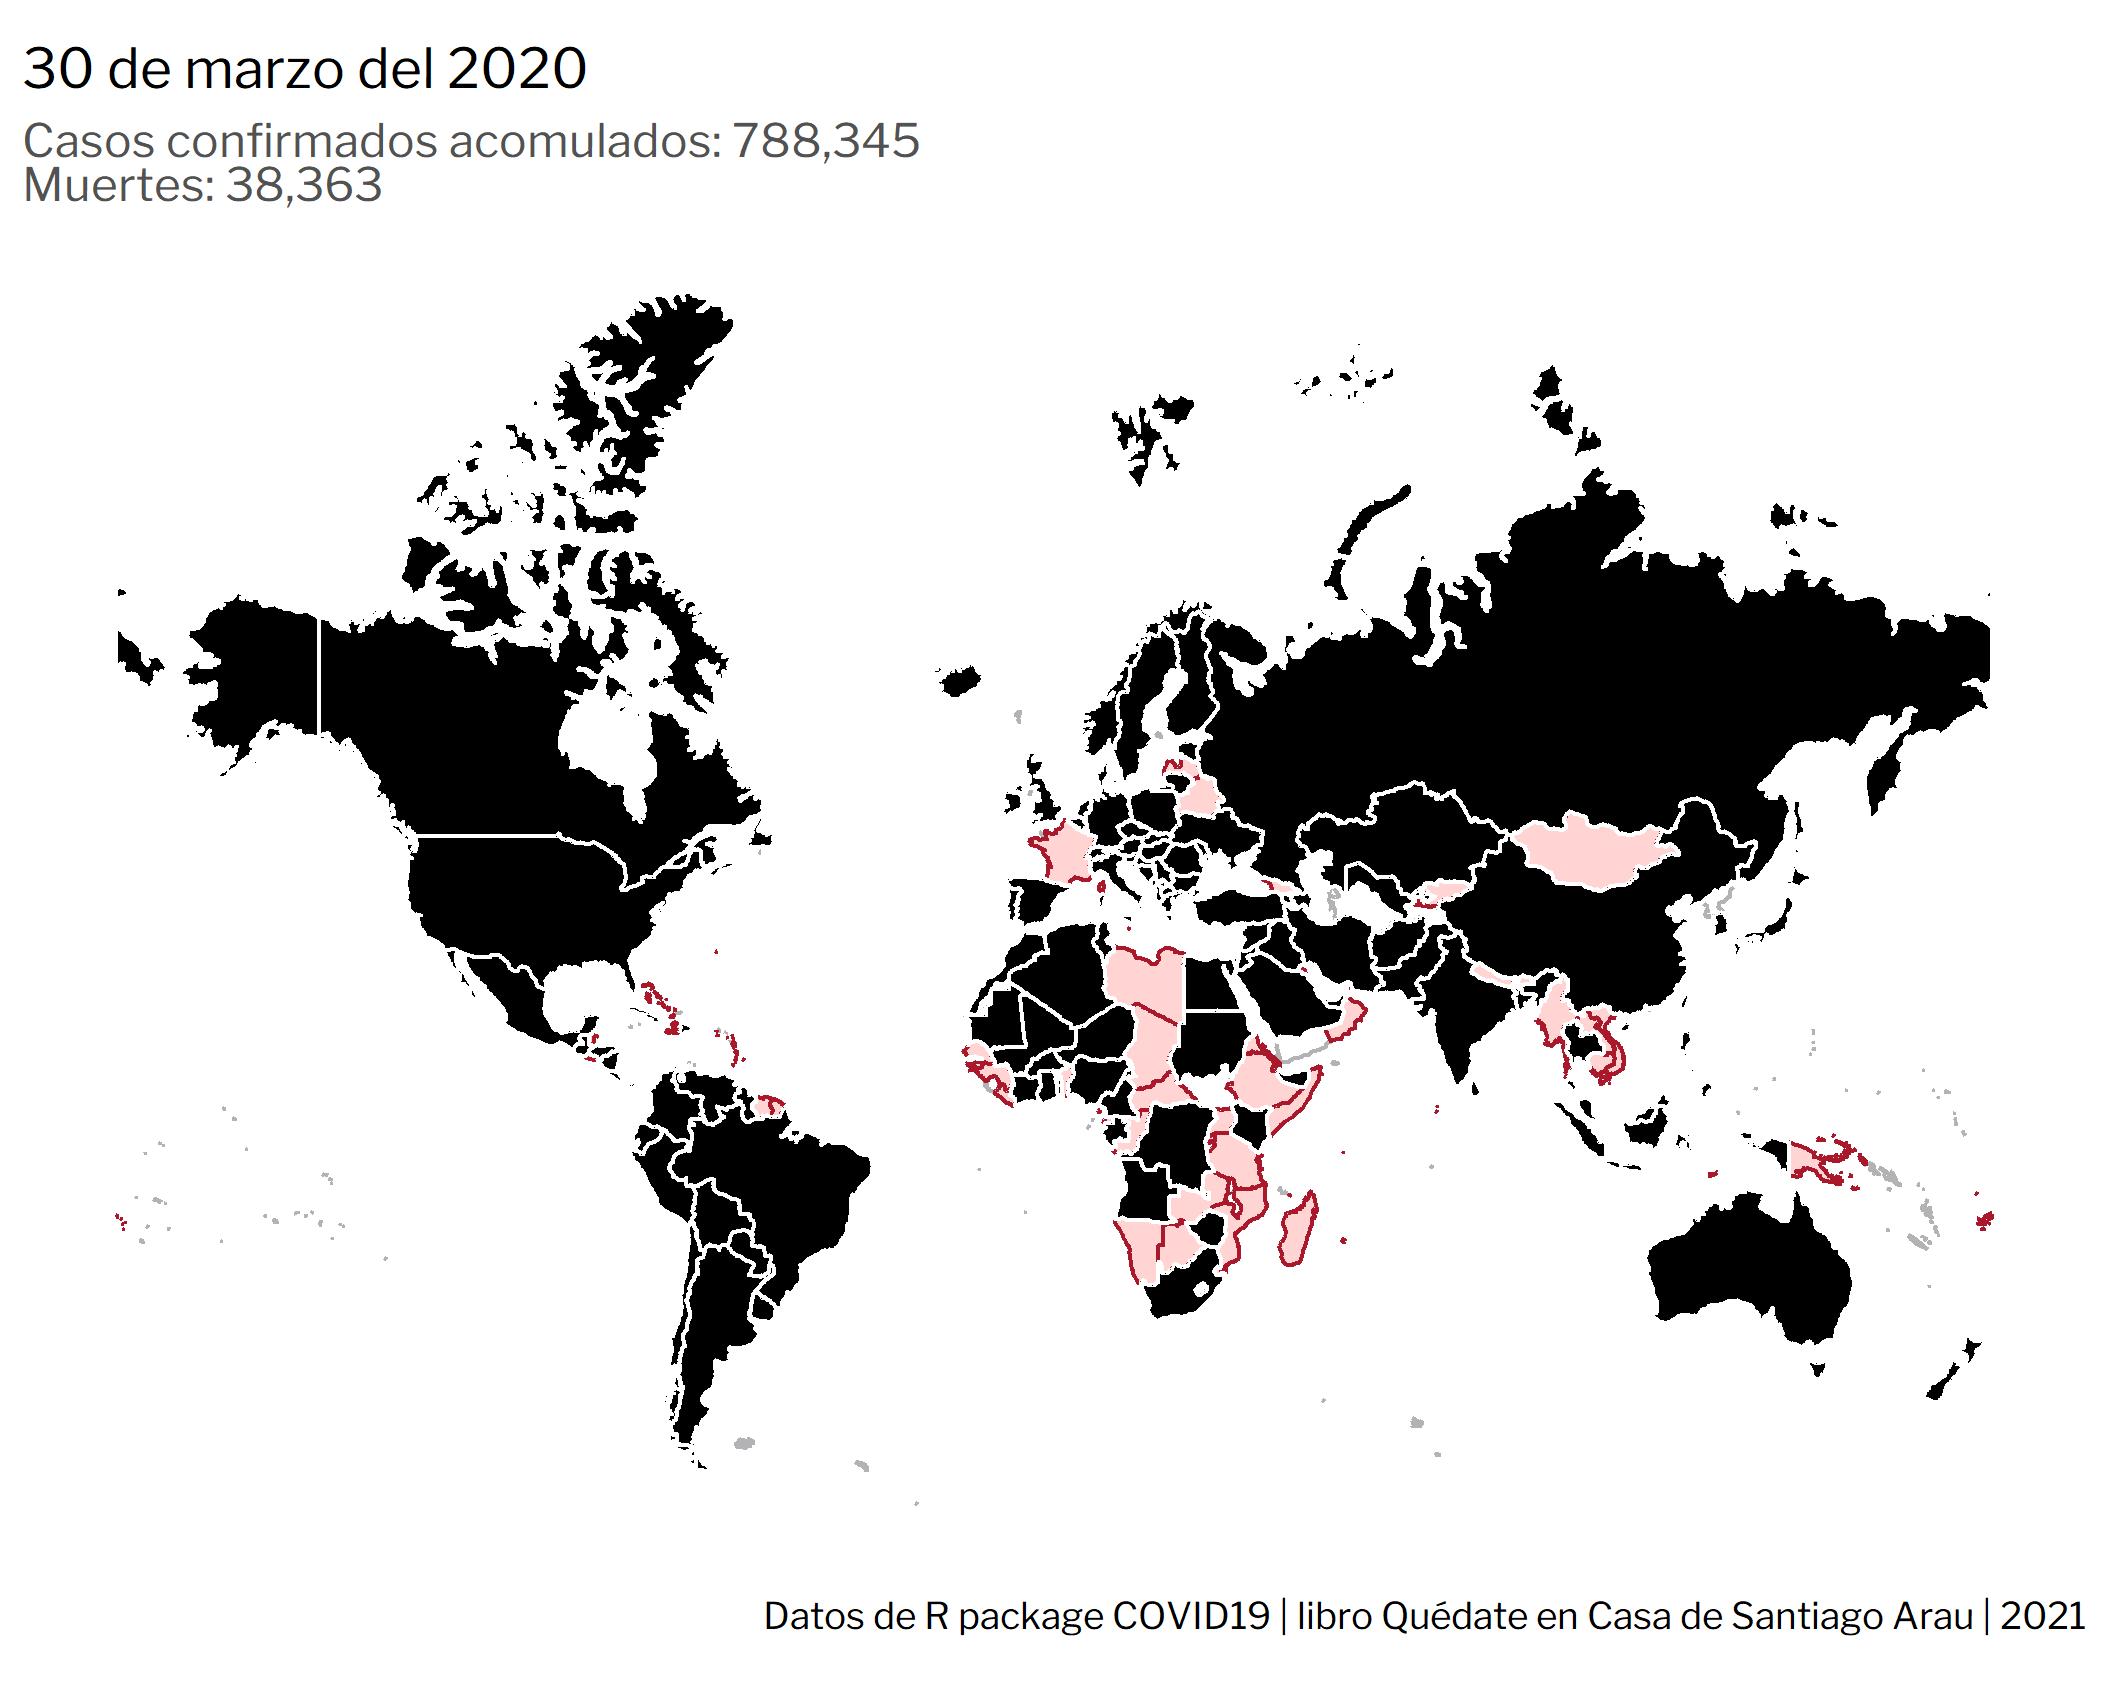 30 de marzo del 2020
Casos confirmados acomulados: 788,345
Muertes: 38,363
Datos de R package COVID19 | libro Quédate en Casa de Santiago Arau | 2021